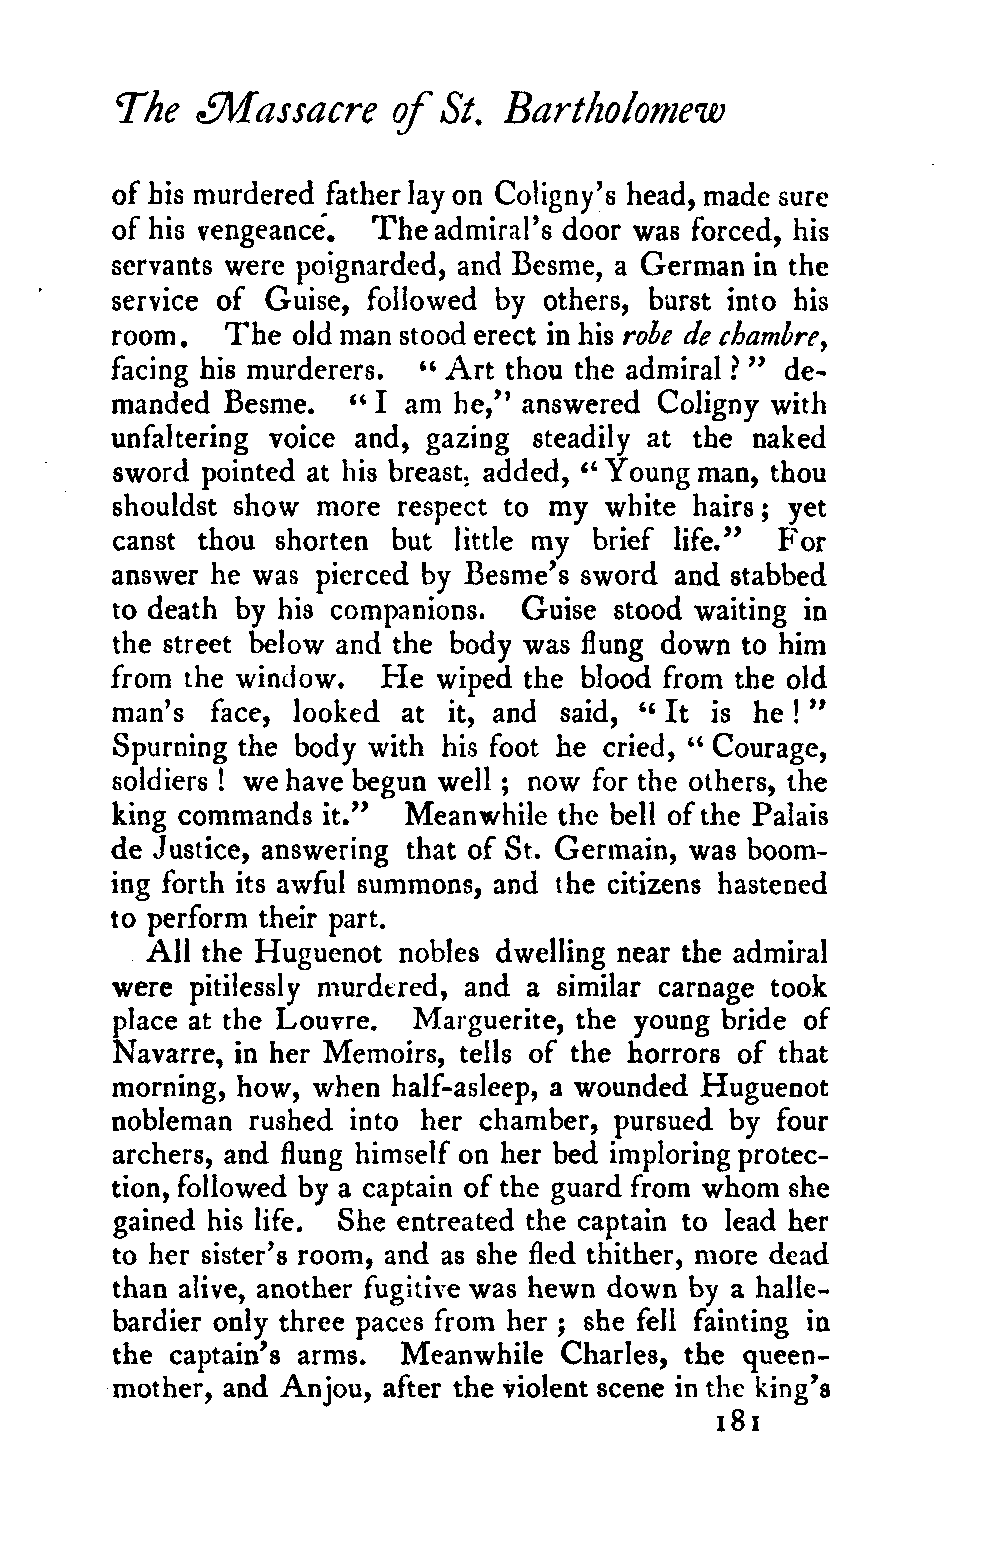 The Massacre of St. Bartholomew
of his murdered father lay on Coligny's head, made sure
of his vengeance. The admiral's door was forced, his
servants were poignarded, and Besme, a German in the
service of Guise, followed by others, burst into his
room. The old man stood erect in his robe de chambre,
facing his murderers. “Art thou the admiral?” de-
manded Besme. “I am he,” answered Coligny with
unfaltering voice and, gazing steadily at the naked
sword pointed at his breast, added, “Young man, thou
shouldst show more respect to my white hairs; yet
canst thou shorten but little my brief life.” For
answer he was pierced by Besme's sword and stabbed
to death by his companions. Guise stood waiting in
the street below and the body was flung down to him
from the window. He wiped the blood from the old
man's face, looked at it, and said, “It is he!”
Spurning the body with his foot he cried, “Courage,
soldiers! we have begun well; now for the others, the
king commands it.” Meanwhile the bell of the Palais
de Justice, answering that of St. Germain, was boom-
ing forth its awful summons, and the citizens hastened
to perform their part.
All the Huguenot nobles dwelling near the admiral
were pitilessly murdered, and a similar carnage took
place at the Louvre. Marguerite, the young bride of
Navarre, in her Memoirs, tells of the horrors of that
morning, how, when half-asleep, a wounded Huguenot
nobleman rushed into her chamber, pursued by four
archers, and flung himself on her bed imploring protec-
tion, followed by a captain of the guard from whom she
gained his life. She entreated the captain to lead her
to her sister's room, and as she fled thither, more dead
than alive, another fugitive was hewn down by a halle-
bardier only three paces from her; she fell fainting in
the captain's arms. Meanwhile Charles, the queen-
mother, and Anjou, after the violent scene in the king's
181